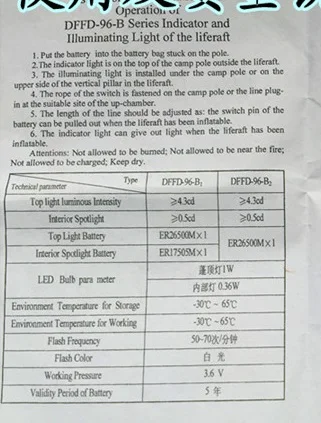 Operation of
DFFD-96-B Series Indicator and
Illuminating Light of the liferaft
1. Put the battery into the battery bag stuck on the pole.
2.The indicator light is on the top of the camp pole outside the liferaft.
3. The illuminating light is installed under the camp pole or on the
upper side of the vertical pillar in the liferaft.
4. The rope of the switch is fastened on the camp pole or the line plug-
in at the suitable site of the up-chamber.
5. The length of the line should be adjusted as: the switch pin of the
battery can be pulled out when the liferaft has been inflatable.
6. The indicator light can give out light when the liferaft has been
inflatable.
Attentions: Not allowed to be burned; Not allowed to be near the fire;
Not allowed to be charged; Keep dry.
Type
Technical parameter
DFFD-96-B₁ DFFD-96-B₂
Top light luminous Intensity ≥4.3cd ≥4.3cd
Interior Spotlight ≥0.5cd ≥0.5cd
Top Light Battery ER26500M×1 ER26500M×1
Interior Spotlight Battery ER17505M×1
LED Bulb para meter 蓬顶灯1W
内部灯 0.36W
Environment Temperature for Storage -30℃ ~ 65℃
Environment Temperature for Working -30℃ ~65℃
Flash Frequency 50-70次/分钟
Flash Color 白 光
Working Pressure 3.6 V
Validity Period of Battery 5 年